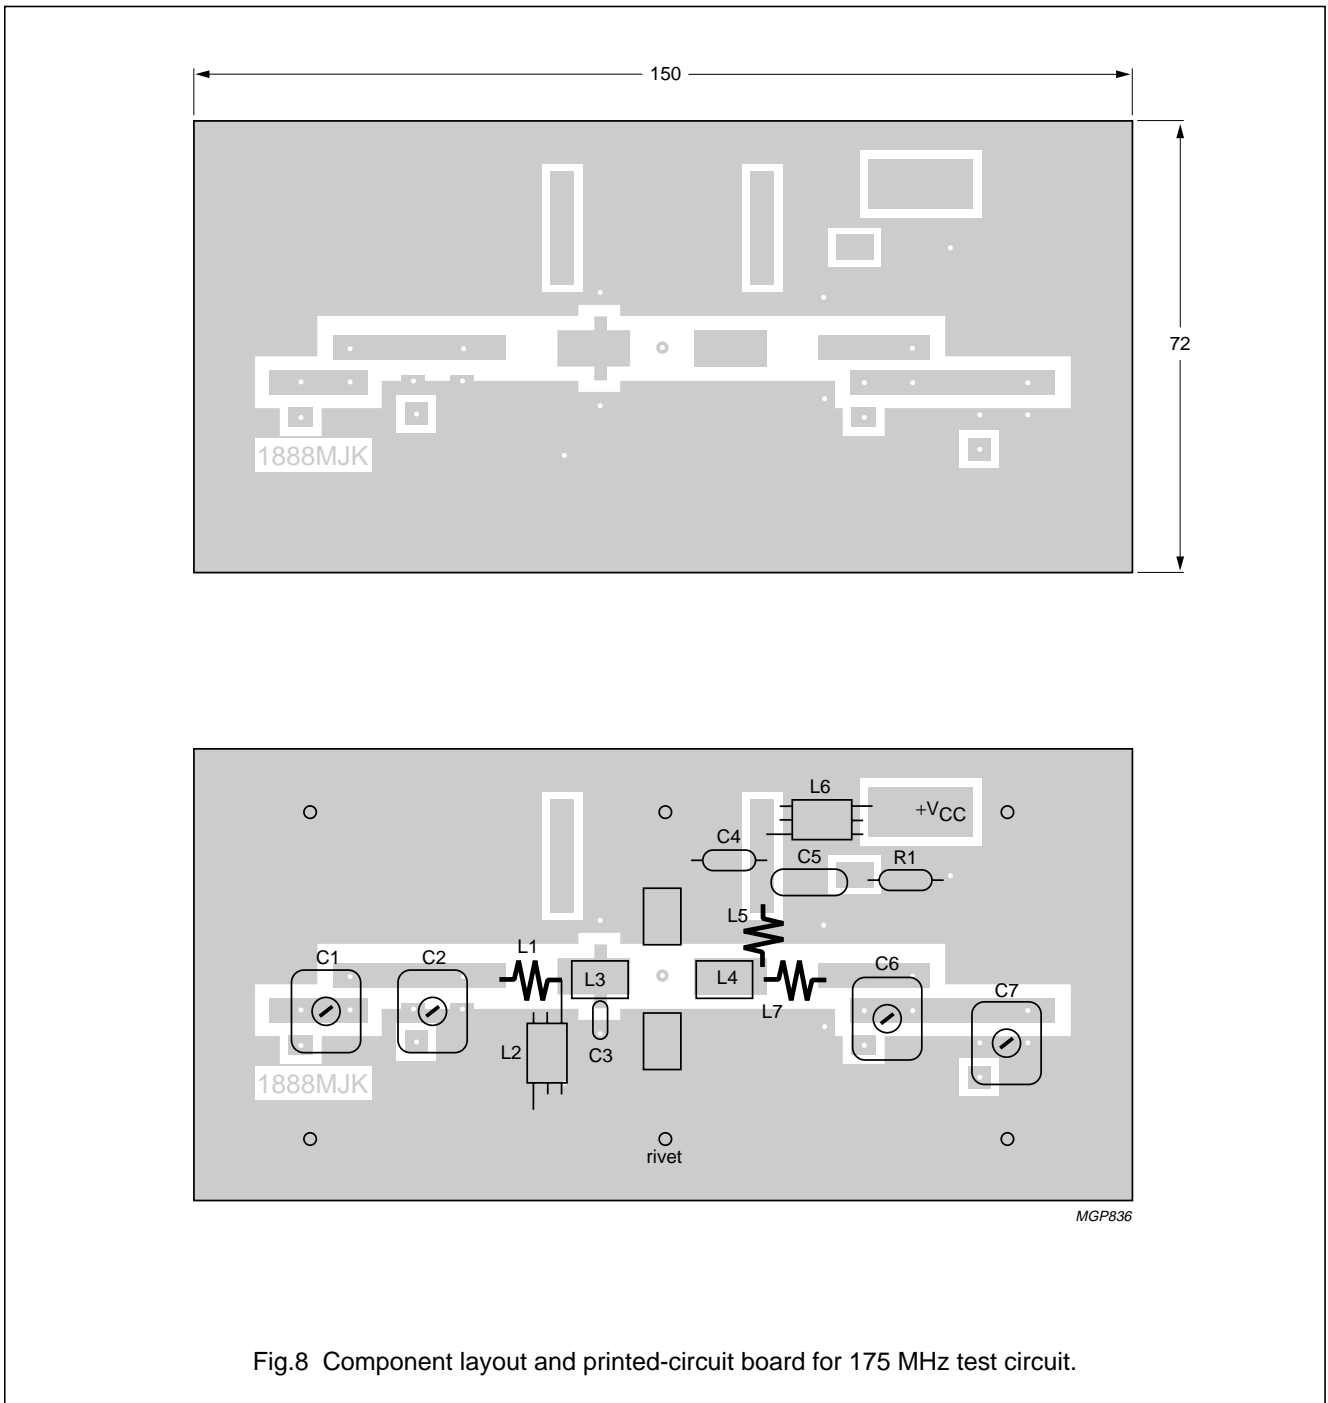 150
72
1888MJK
L6
+VCC
C4
C5
R1
L5
L1
C1
C2
L3
L4
C6
C7
L7
L2
C3
1888MJK
rivet
MGP836
Fig.8 Component layout and printed-circuit board for 175 MHz test circuit.